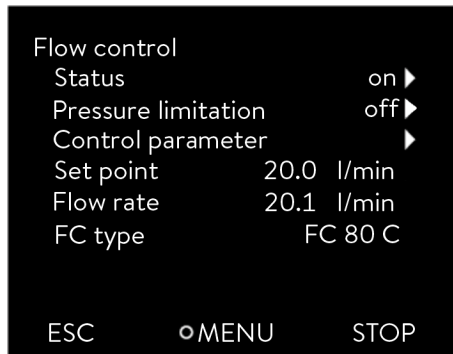 Flow control
Status on
Pressure limitation off
Control parameter
Set point 20.0 l/min
Flow rate 20.1 l/min
FC type FC 80 C
ESC MENU STOP